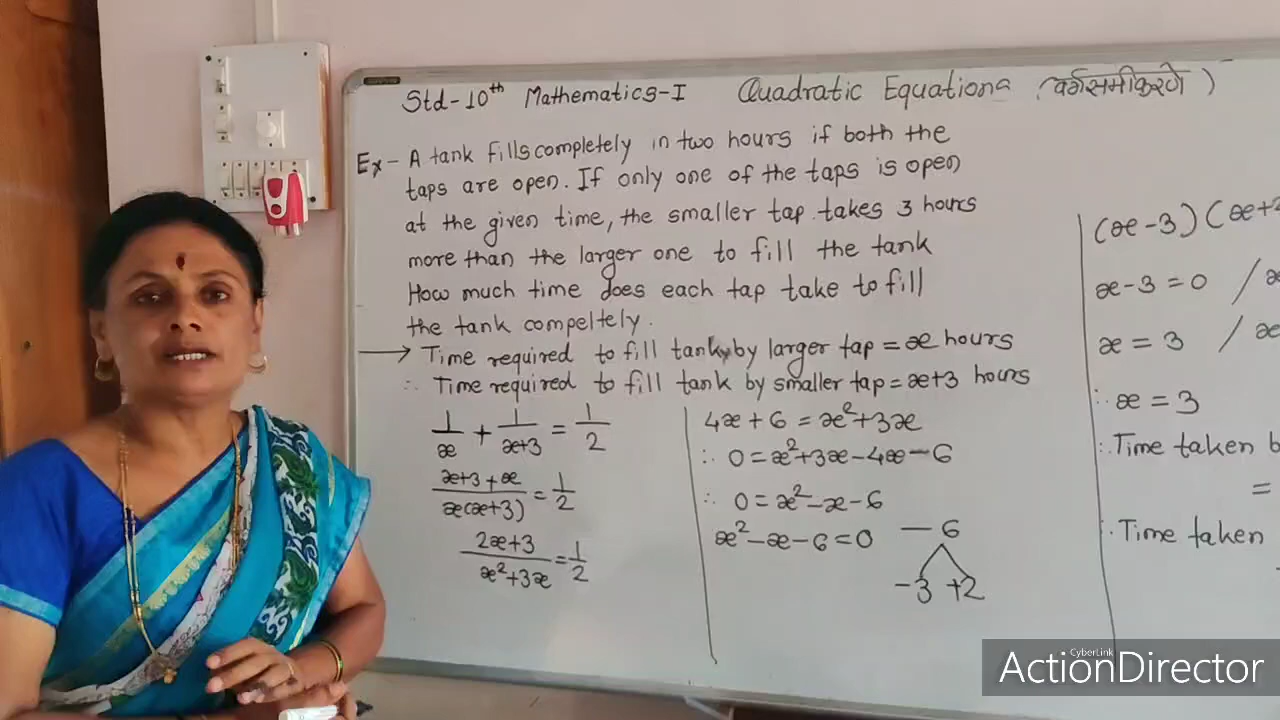 Std-10th Mathematics-I Quadratic Equations (वर्गसमीकरणे)
Ex- A tank fills completely in two hours if both the
taps are open. If only one of the taps is open
at the given time, the smaller tap takes 3 hours
more than the larger one to fill the tank
How much time does each tap take to fill
the tank compeltely.
→ Time required to fill tank by larger tap = x hours
∴ Time required to fill tank by smaller tap = x+3 hours
1/x + 1/(x+3) = 1/2
(x+3+x)/(x(x+3)) = 1/2
(2x+3)/(x²+3x) = 1/2
4x+6 = x²+3x
∴ 0 = x²+3x-4x-6
∴ 0 = x²-x-6
x²-x-6=0
-6
-3 +2
(x-3)(x+2
x-3=0 / x
x = 3 / x
∴ x = 3
∴ Time taken b
=
∴ Time taken
CyberLink
ActionDirector